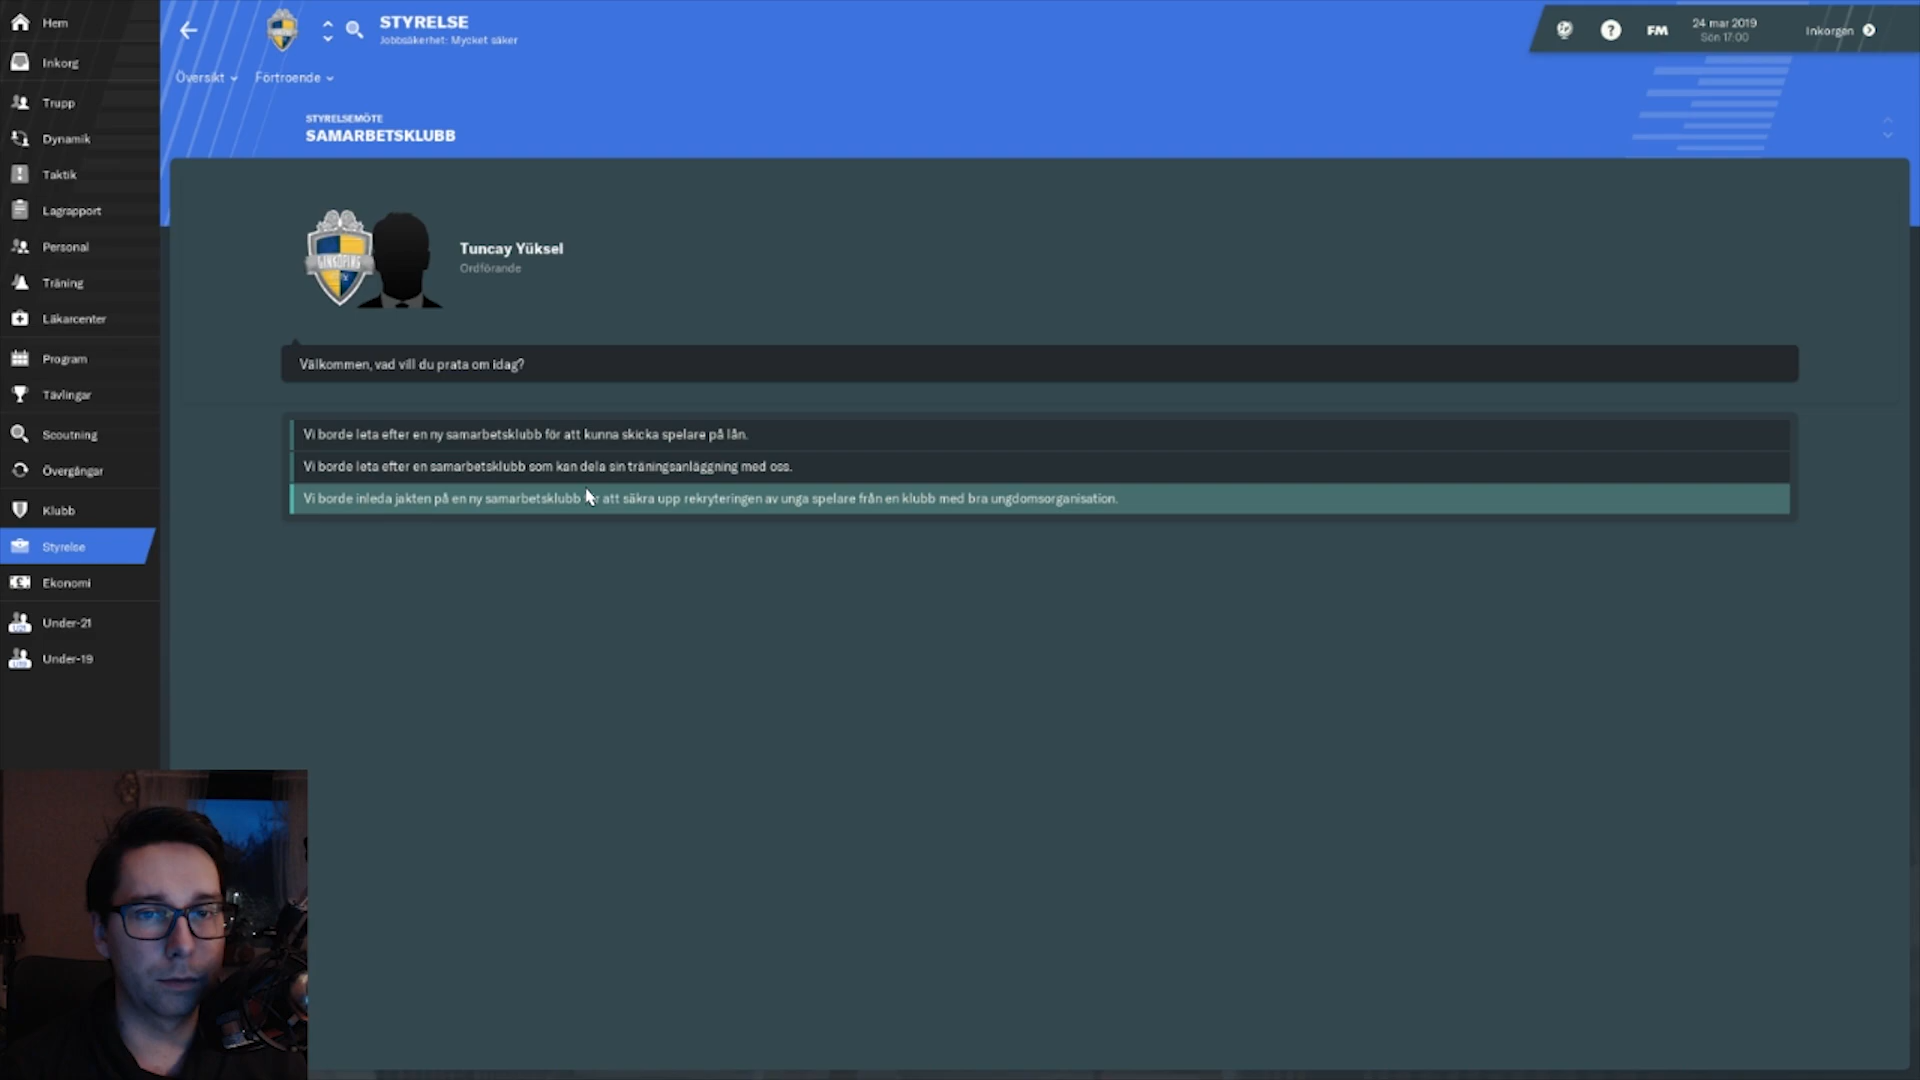 Hem
Inkorg
Trupp
Dynamik
Taktik
Lagrapport
Personal
Träning
Läkarcenter
Program
Tävlingar
Scoutning
Övergångar
Klubb
Styrelse
Ekonomi
Under-21
Under-19
STYRELSE
Jobbsäkerhet: Mycket säker
Översikt
Förtroende
?
FM
24 mar 2019
Sön 17:00
Inkorgen
STYRELSEMÖTE
SAMARBETSKLUBB
Tuncay Yüksel
Ordförande
Välkommen, vad vill du prata om idag?
Vi borde leta efter en ny samarbetsklubb för att kunna skicka spelare på lån.
Vi borde leta efter en samarbetsklubb som kan dela sin träningsanläggning med oss.
Vi borde inleda jakten på en ny samarbetsklubb att säkra upp rekryteringen av unga spelare från en klubb med bra ungdomsorganisation.